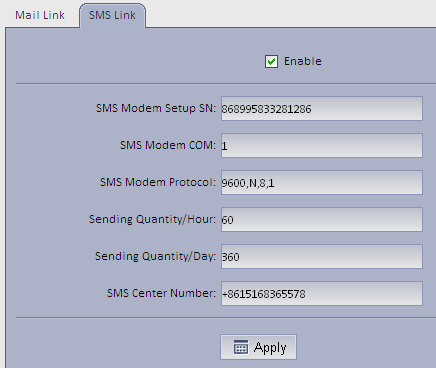 Mail Link SMS Link
Enable
SMS Modem Setup SN: 868995833281286
SMS Modem COM: 1
SMS Modem Protocol: 9600,N,8,1
Sending Quantity/Hour: 60
Sending Quantity/Day: 360
SMS Center Number: +8615168365578
Apply